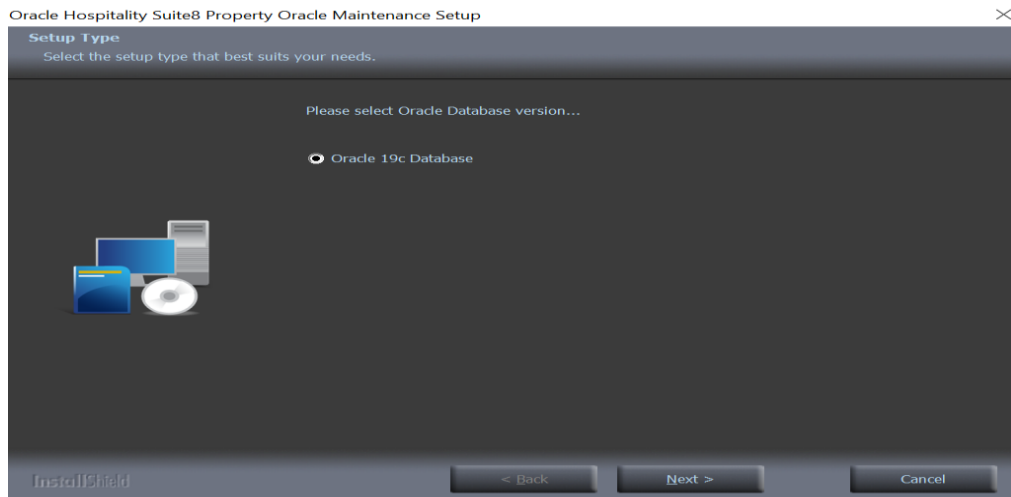 Oracle Hospitality Suite8 Property Oracle Maintenance Setup
Setup Type
Select the setup type that best suits your needs.
Please select Oracle Database version...
Oracle 19c Database
InstallShield
< Back
Next >
Cancel